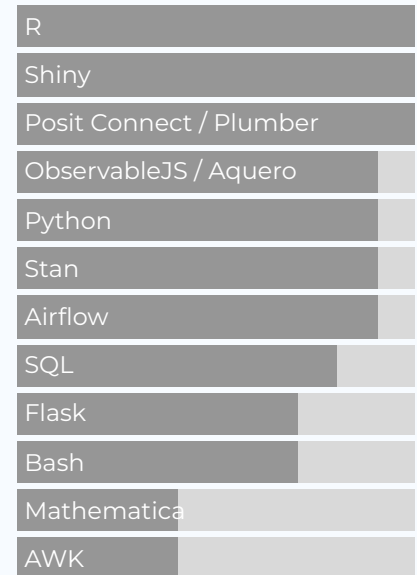 R
Shiny
Posit Connect / Plumber
ObservableJS / Aquero
Python
Stan
Airflow
SQL
Flask
Bash
Mathematica
AWK